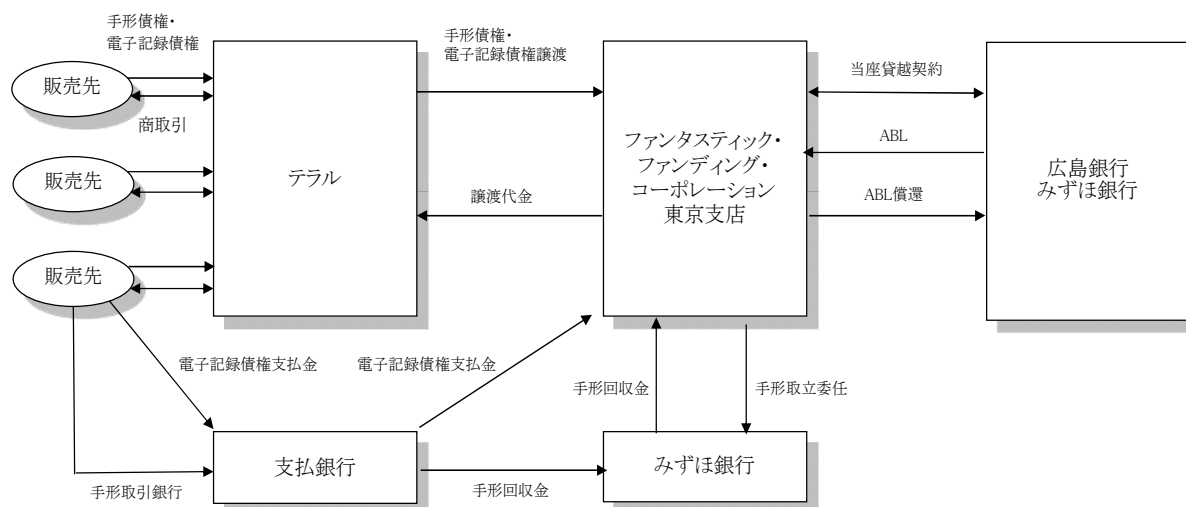 手形債権・
電子記録債権
手形債権・
電子記録債権譲渡
販売先
商取引
販売先
販売先
テラル
譲渡代金
ファンタスティック・
ファンディング・
コーポレーション
東京支店
当座貸越契約
ABL
ABL償還
広島銀行
みずほ銀行
電子記録債権支払金
電子記録債権支払金
手形回収金
手形取立委任
支払銀行
みずほ銀行
手形取引銀行
手形回収金